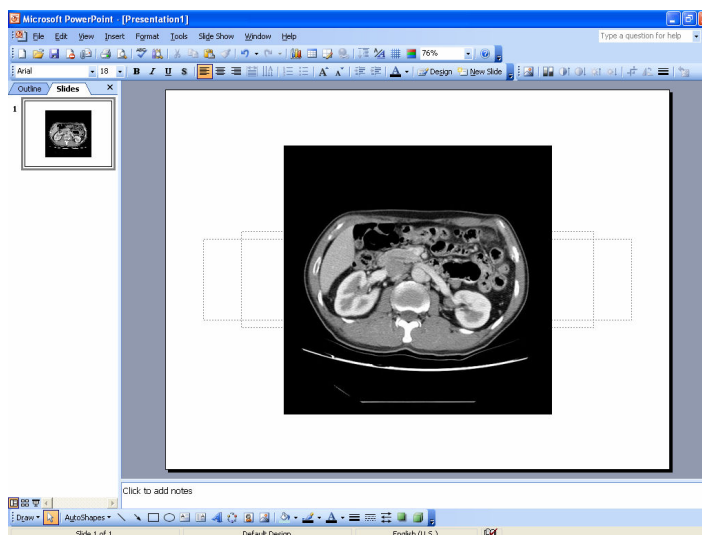 Microsoft PowerPoint - [Presentation1]
File Edit View Insert Format Tools Slide Show Window Help Type a question for help
76%
Arial 18 B I U S A A A Design New Slide
Outline Slides
1
Click to add notes
Draw AutoShapes A
Slide 1 of 1 Default Design English (U.S.)